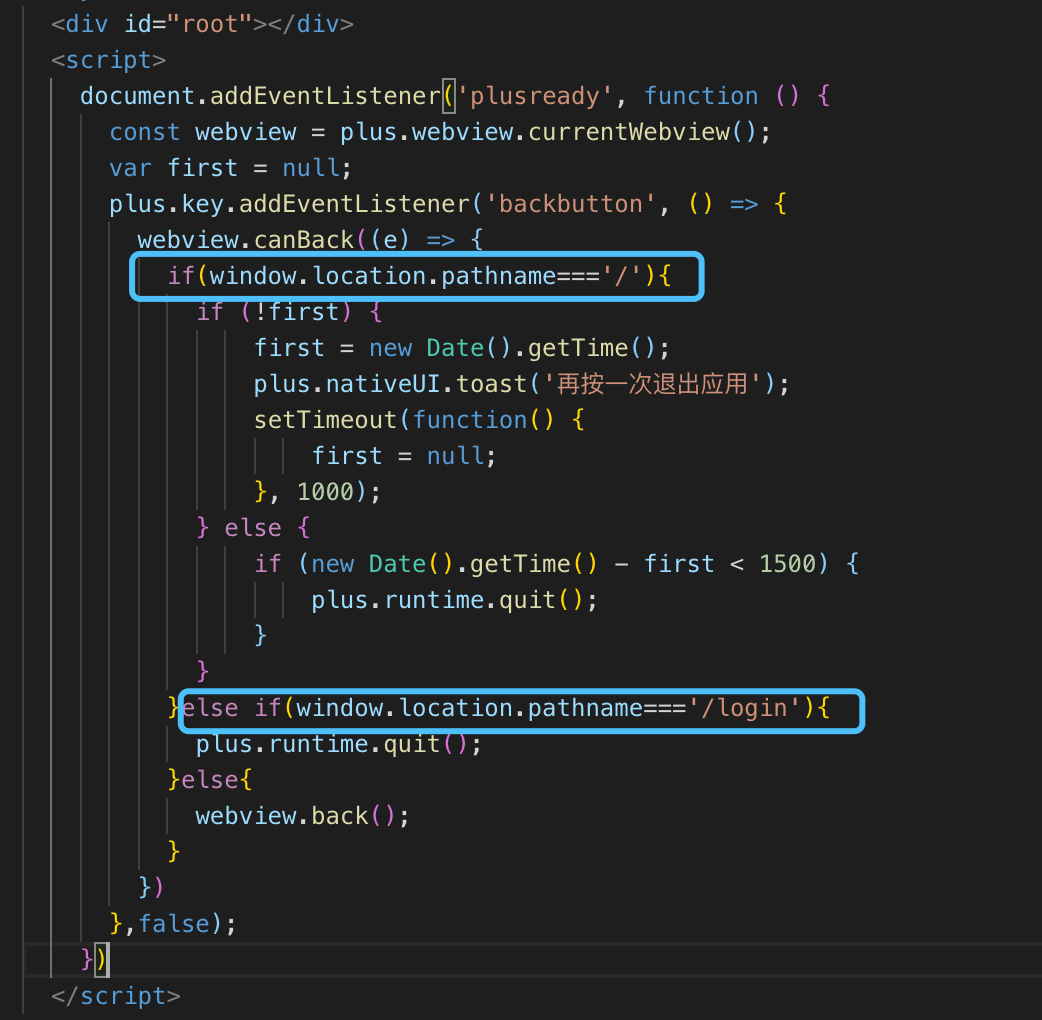 <div id="root"></div>
<script>
document.addEventListener('plusready', function () {
const webview = plus.webview.currentWebview();
var first = null;
plus.key.addEventListener('backbutton', () => {
webview.canBack((e) => {
if(window.location.pathname==='/'){
if (!first) {
first = new Date().getTime();
plus.nativeUI.toast('再按一次退出应用');
setTimeout(function() {
first = null;
}, 1000);
} else {
if (new Date().getTime() - first < 1500) {
plus.runtime.quit();
}
}
}else if(window.location.pathname==='/login'){
plus.runtime.quit();
}else{
webview.back();
}
})
},false);
})
</script>